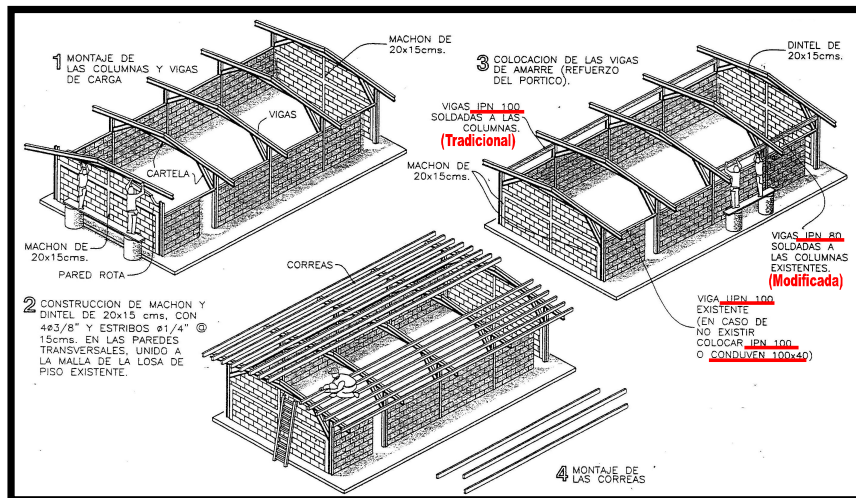 1 MONTAJE DE
LAS COLUMNAS Y VIGAS
DE CARGA
MACHON DE
20x15cms.
VIGAS
CARTELA
MACHON DE
20x15cms.
PARED ROTA
2 CONSTRUCCION DE MACHON Y
DINTEL DE 20x15 cms, CON
4ø3/8" Y ESTRIBOS ø1/4" @
15cms. EN LAS PAREDES
TRANSVERSALES, UNIDO A
LA MALLA DE LA LOSA DE
PISO EXISTENTE.
3 COLOCACION DE LAS VIGAS
DE AMARRE (REFUERZO
DEL PORTICO).
DINTEL DE
20x15cms.
VIGAS IPN 100
SOLDADAS A LAS
COLUMNAS.
(Tradicional)
MACHON DE
20x15cms.
VIGAS IPN 80
SOLDADAS A
LAS COLUMNAS
EXISTENTES.
(Modificada)
VIGA UPN 100
EXISTENTE
(EN CASO DE
NO EXISTIR
COLOCAR IPN 100
O CONDUVEN 100x40)
CORREAS
4 MONTAJE DE
LAS CORREAS